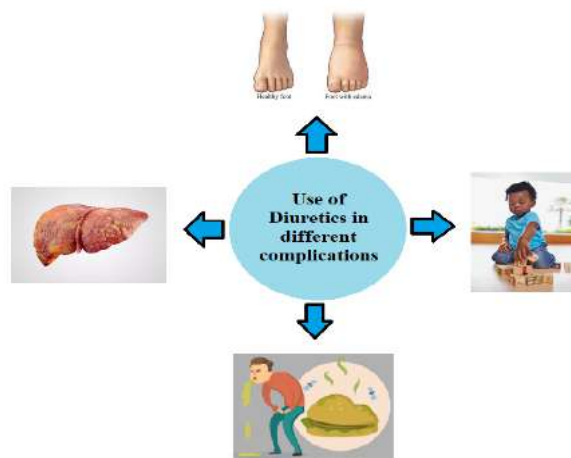 Healthy foot Foot with edema
Use of
Diuretics in
different
complications